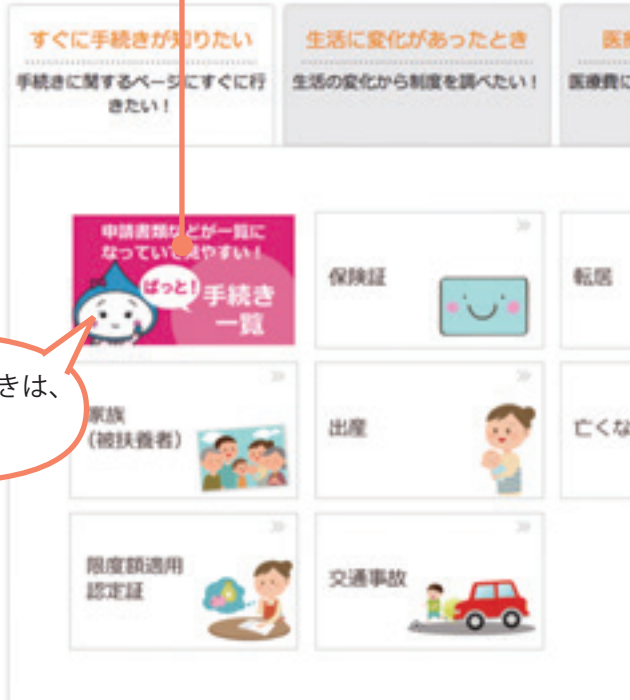 すぐに手続きが知りたい
手続きに関するページにすぐに行
きたい！
生活に変化があったとき
生活の変化から制度を調べたい！
医療費に
申請書類などが一覧に
なっていて見やすい！
ぱっと！
手続き
一覧
保険証
転居
きは、
家族
（被扶養者）
出産
亡くな
限度額適用
認定証
交通事故